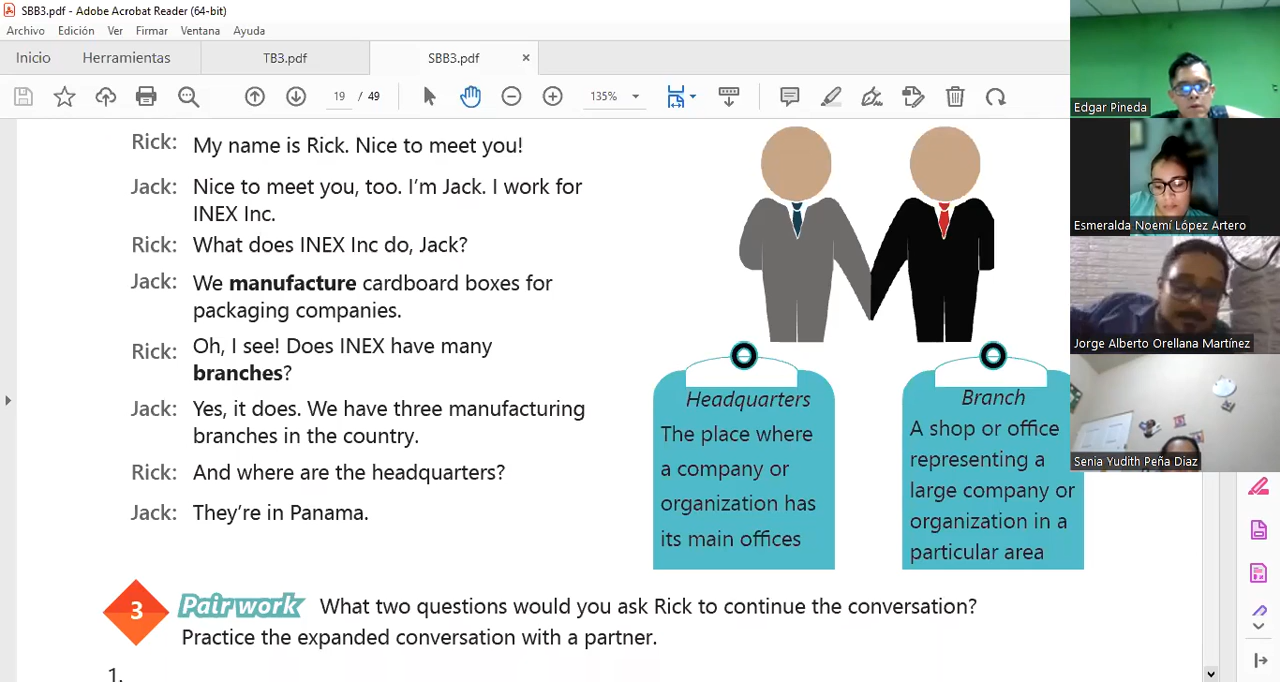 SBB3.pdf - Adobe Acrobat Reader (64-bit)
Archivo Edición Ver Firmar Ventana Ayuda
Inicio Herramientas TB3.pdf SBB3.pdf ×
19 / 49 135%
Rick: My name is Rick. Nice to meet you!
Jack: Nice to meet you, too. I'm Jack. I work for
INEX Inc.
Rick: What does INEX Inc do, Jack?
Jack: We manufacture cardboard boxes for
packaging companies.
Rick: Oh, I see! Does INEX have many
branches?
Jack: Yes, it does. We have three manufacturing
branches in the country.
Rick: And where are the headquarters?
Jack: They're in Panama.
Headquarters
The place where
a company or
organization has
its main offices
Branch
A shop or office
representing a
large company or
organization in a
particular area
3 Pair work What two questions would you ask Rick to continue the conversation?
Practice the expanded conversation with a partner.
1.
Edgar Pineda
Esmeralda Noemí López Artero
Jorge Alberto Orellana Martínez
Senia Yudith Peña Diaz